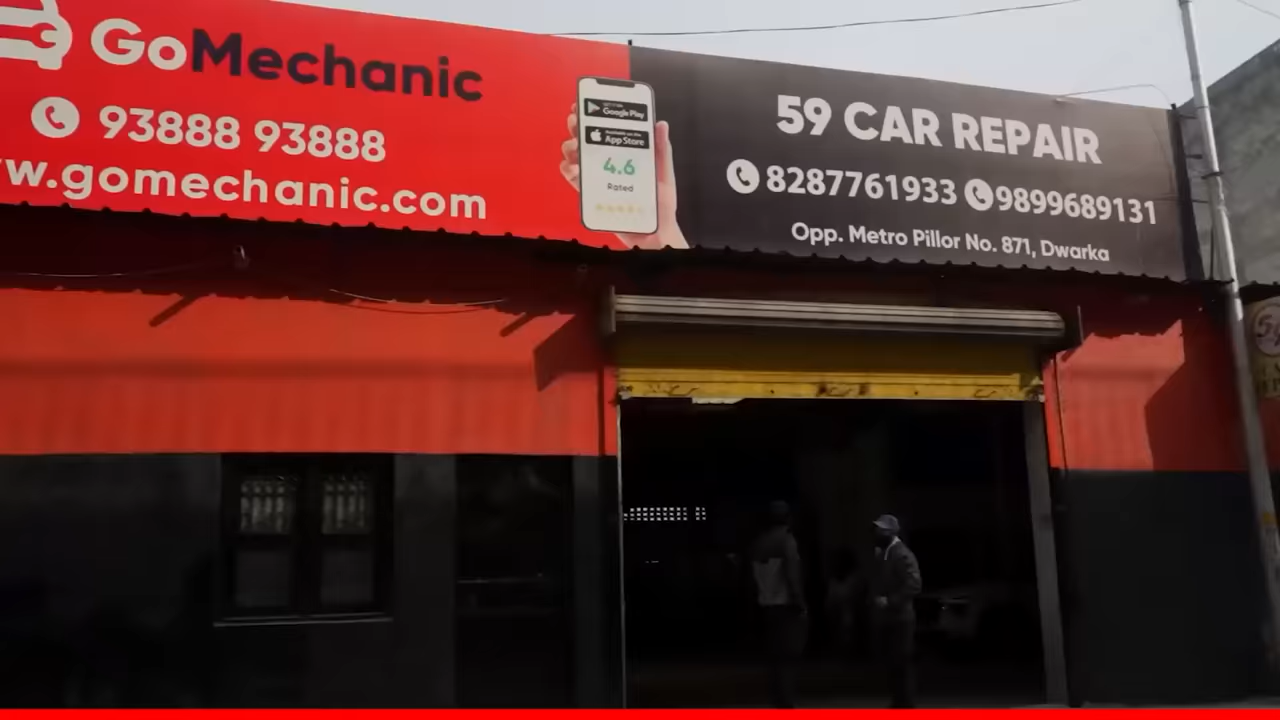 GoMechanic
93888 93888
w.gomechanic.com
Google Play
App Store
4.6
Rated
59 CAR REPAIR
8287761933 9899689131
Opp. Metro Pillor No. 871, Dwarka